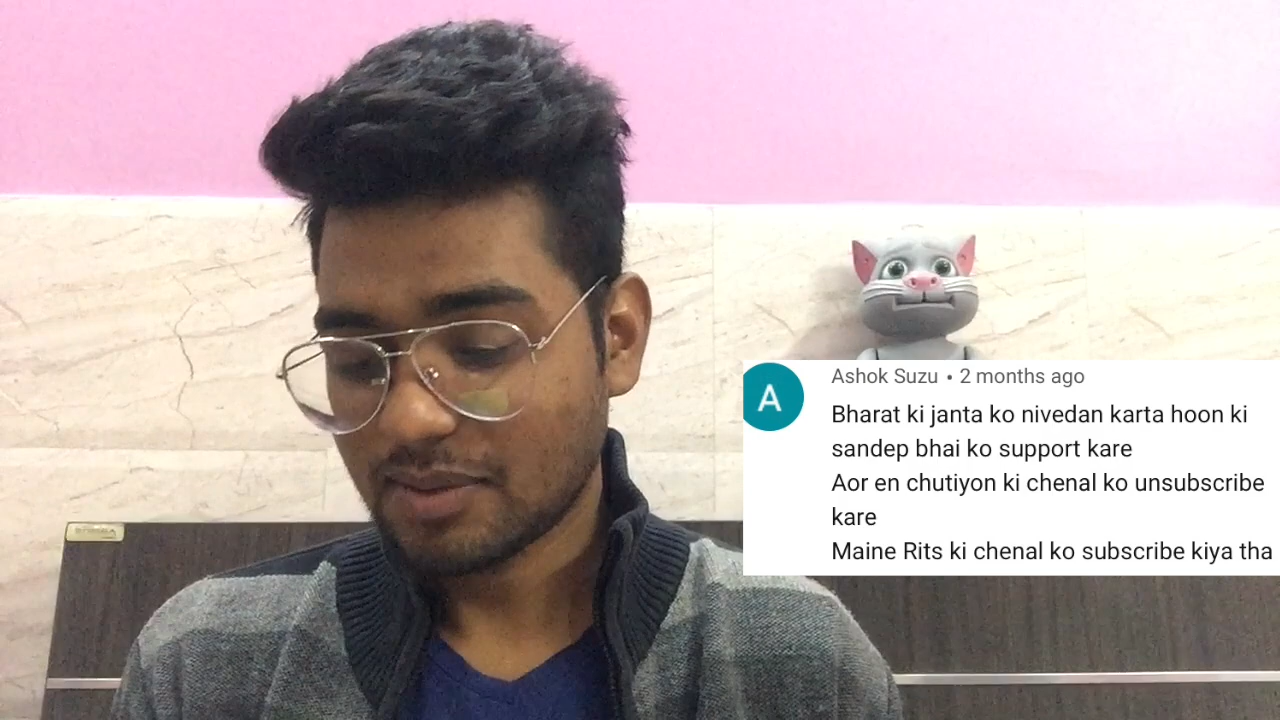 A
Ashok Suzu • 2 months ago
Bharat ki janta ko nivedan karta hoon ki
sandep bhai ko support kare
Aor en chutiyon ki chenal ko unsubscribe
kare
Maine Rits ki chenal ko subscribe kiya tha